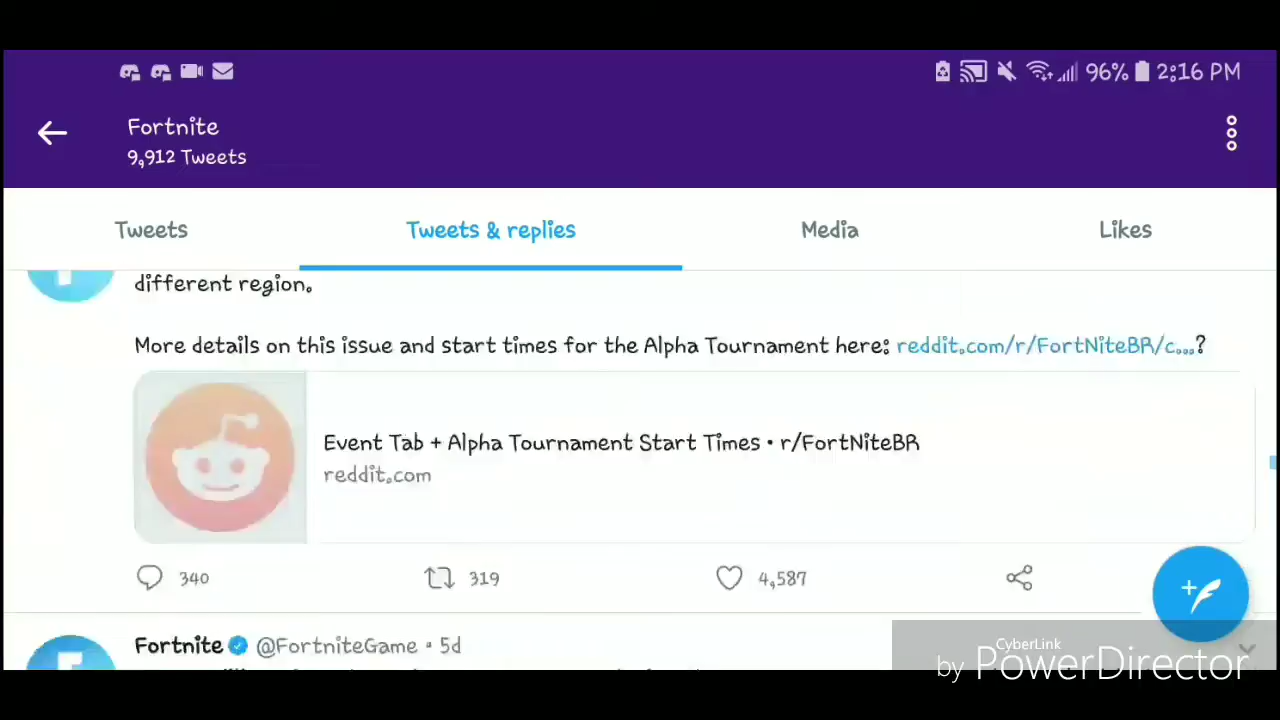 96% 2:16 PM
Fortnite
9,912 Tweets
Tweets Tweets & replies Media Likes
different region.
More details on this issue and start times for the Alpha Tournament here: reddit.com/r/FortNiteBR/c...?
Event Tab + Alpha Tournament Start Times • r/FortNiteBR
reddit.com
340 319 4,587
Fortnite @FortniteGame • 5d
CyberLink
by PowerDirector